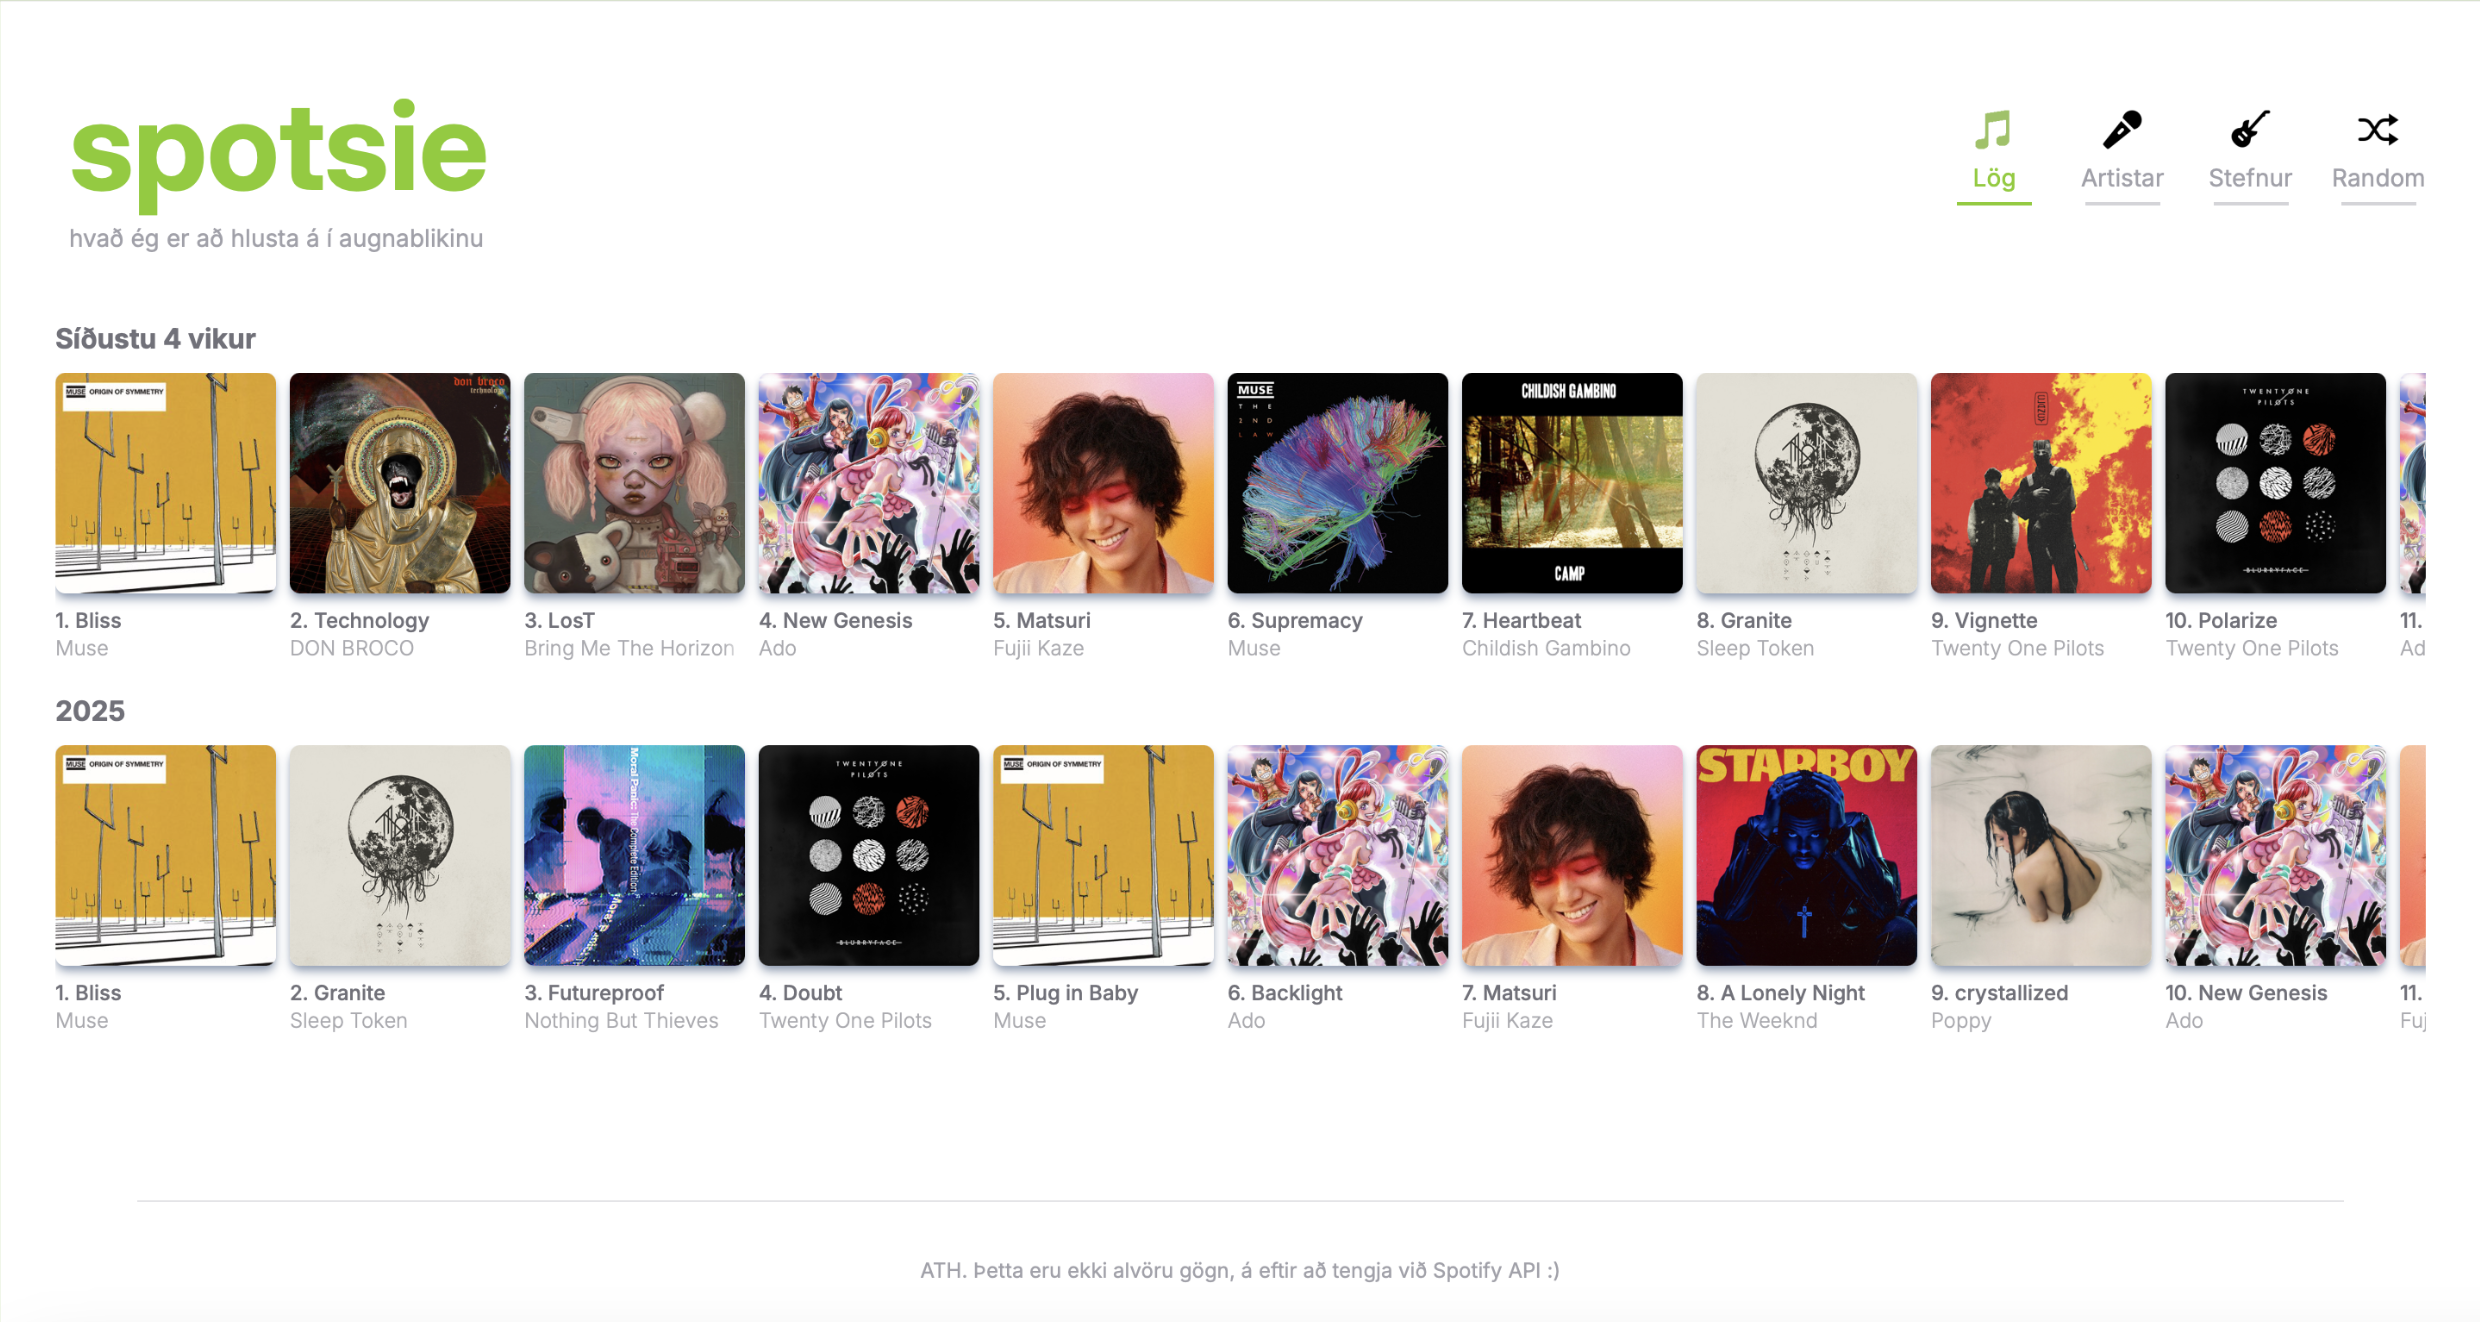 spotsie
hvað ég er að hlusta á í augnablikinu
Lög
Artistar
Stefnur
Random
Síðustu 4 vikur
MUSE ORIGIN OF SYMMETRY
don broco
technology
MUSE
THE
2ND
LAW
CHILDISH GAMBINO
CAMP
TWENTY ØNE
PILØTS
BLURRYFACE
1. Bliss
Muse
2. Technology
DON BROCO
3. LosT
Bring Me The Horizon
4. New Genesis
Ado
5. Matsuri
Fujii Kaze
6. Supremacy
Muse
7. Heartbeat
Childish Gambino
8. Granite
Sleep Token
9. Vignette
Twenty One Pilots
10. Polarize
Twenty One Pilots
11.
Ad
2025
MUSE ORIGIN OF SYMMETRY
Moral Panic: The Complete Edition
TWENTY ØNE
PILØTS
BLURRYFACE
MUSE ORIGIN OF SYMMETRY
STARBOY
1. Bliss
Muse
2. Granite
Sleep Token
3. Futureproof
Nothing But Thieves
4. Doubt
Twenty One Pilots
5. Plug in Baby
Muse
6. Backlight
Ado
7. Matsuri
Fujii Kaze
8. A Lonely Night
The Weeknd
9. crystallized
Poppy
10. New Genesis
Ado
11.
Fuj
ATH. Þetta eru ekki alvöru gögn, á eftir að tengja við Spotify API :)